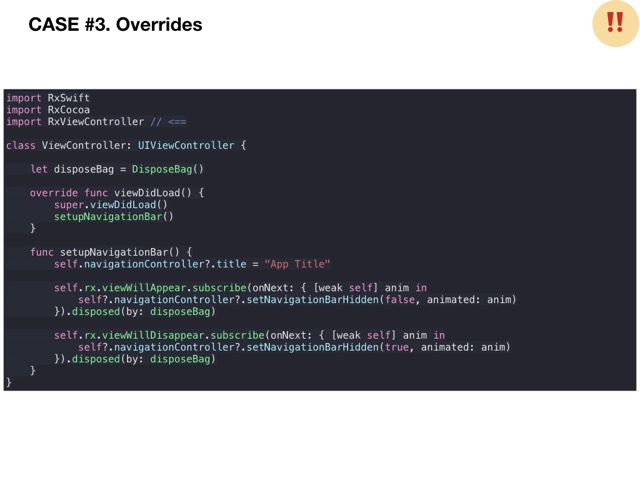 CASE #3. Overrides
‼
import RxSwift
import RxCocoa
import RxViewController // <==
class ViewController: UIViewController {
let disposeBag = DisposeBag()
override func viewDidLoad() {
super.viewDidLoad()
setupNavigationBar()
}
func setupNavigationBar() {
self.navigationController?.title = "App Title"
self.rx.viewWillAppear.subscribe(onNext: { [weak self] anim in
self?.navigationController?.setNavigationBarHidden(false, animated: anim)
}).disposed(by: disposeBag)
self.rx.viewWillDisappear.subscribe(onNext: { [weak self] anim in
self?.navigationController?.setNavigationBarHidden(true, animated: anim)
}).disposed(by: disposeBag)
}
}